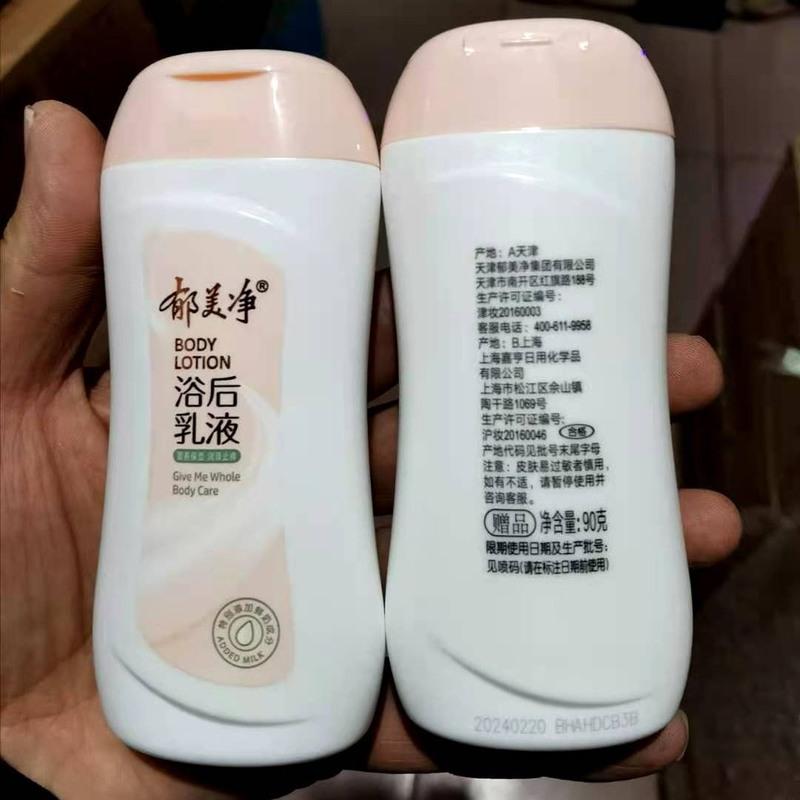 郁美净®
BODY
LOTION
浴后
乳液
Give Me Whole
Body Care
特别添加鲜奶成分
ADDED MILK
产地：A天津
天津郁美净集团有限公司
天津市南开区红旗路188号
生产许可证编号：
津妆20160003
客服电话：400-611-9958
产地：B上海
上海嘉亨日用化学品
有限公司
上海市松江区佘山镇
陶干路1069号
生产许可证编号：
沪妆20160046 合格
产地代码见批号末尾字母
注意：皮肤易过敏者慎用，
如有不适，请暂停使用并
咨询客服。
赠品 净含量：90克
限期使用日期及生产批号：
见喷码(请在标注日期前使用)
20240220 BHAHDCB3B